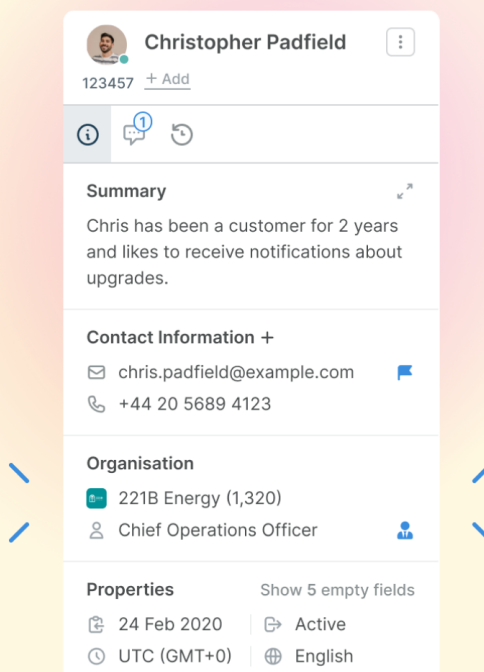 Christopher Padfield
123457 + Add
1
Summary
Chris has been a customer for 2 years
and likes to receive notifications about
upgrades.
Contact Information +
chris.padfield@example.com
+44 20 5689 4123
Organisation
221B Energy (1,320)
Chief Operations Officer
Properties Show 5 empty fields
24 Feb 2020 Active
UTC (GMT+0) English